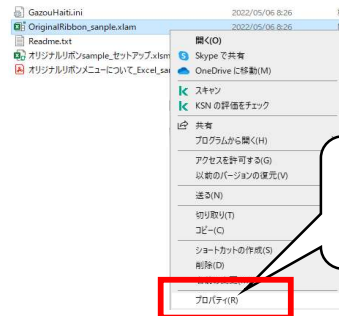 GazouHaiti.ini 2022/05/06 8:26
OriginalRibbon_sanple.xlam 2022/05/06 8:26
Readme.txt
オリジナルリボンsample_セットアップ.xlsm
オリジナルリボンメニューについて_Excel_sa
開く(O)
Skype で共有
OneDrive に移動(M)
スキャン
KSN の評価をチェック
共有
プログラムから開く(H)
アクセスを許可する(G)
以前のバージョンの復元(V)
送る(N)
切り取り(T)
コピー(C)
ショートカットの作成(S)
削除(D)
プロパティ(R)